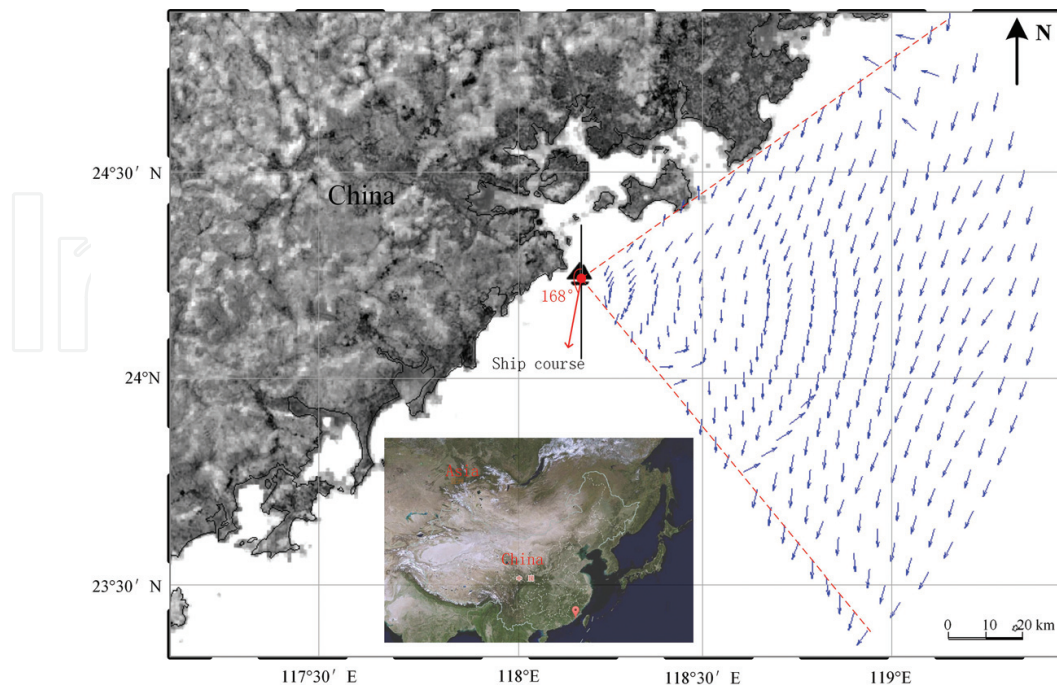 N
24°30′ N
China
168°
Ship course
24°N
Asia
China
23°30′ N
0 10 20 km
117°30′ E
118°E
118°30′ E
119°E